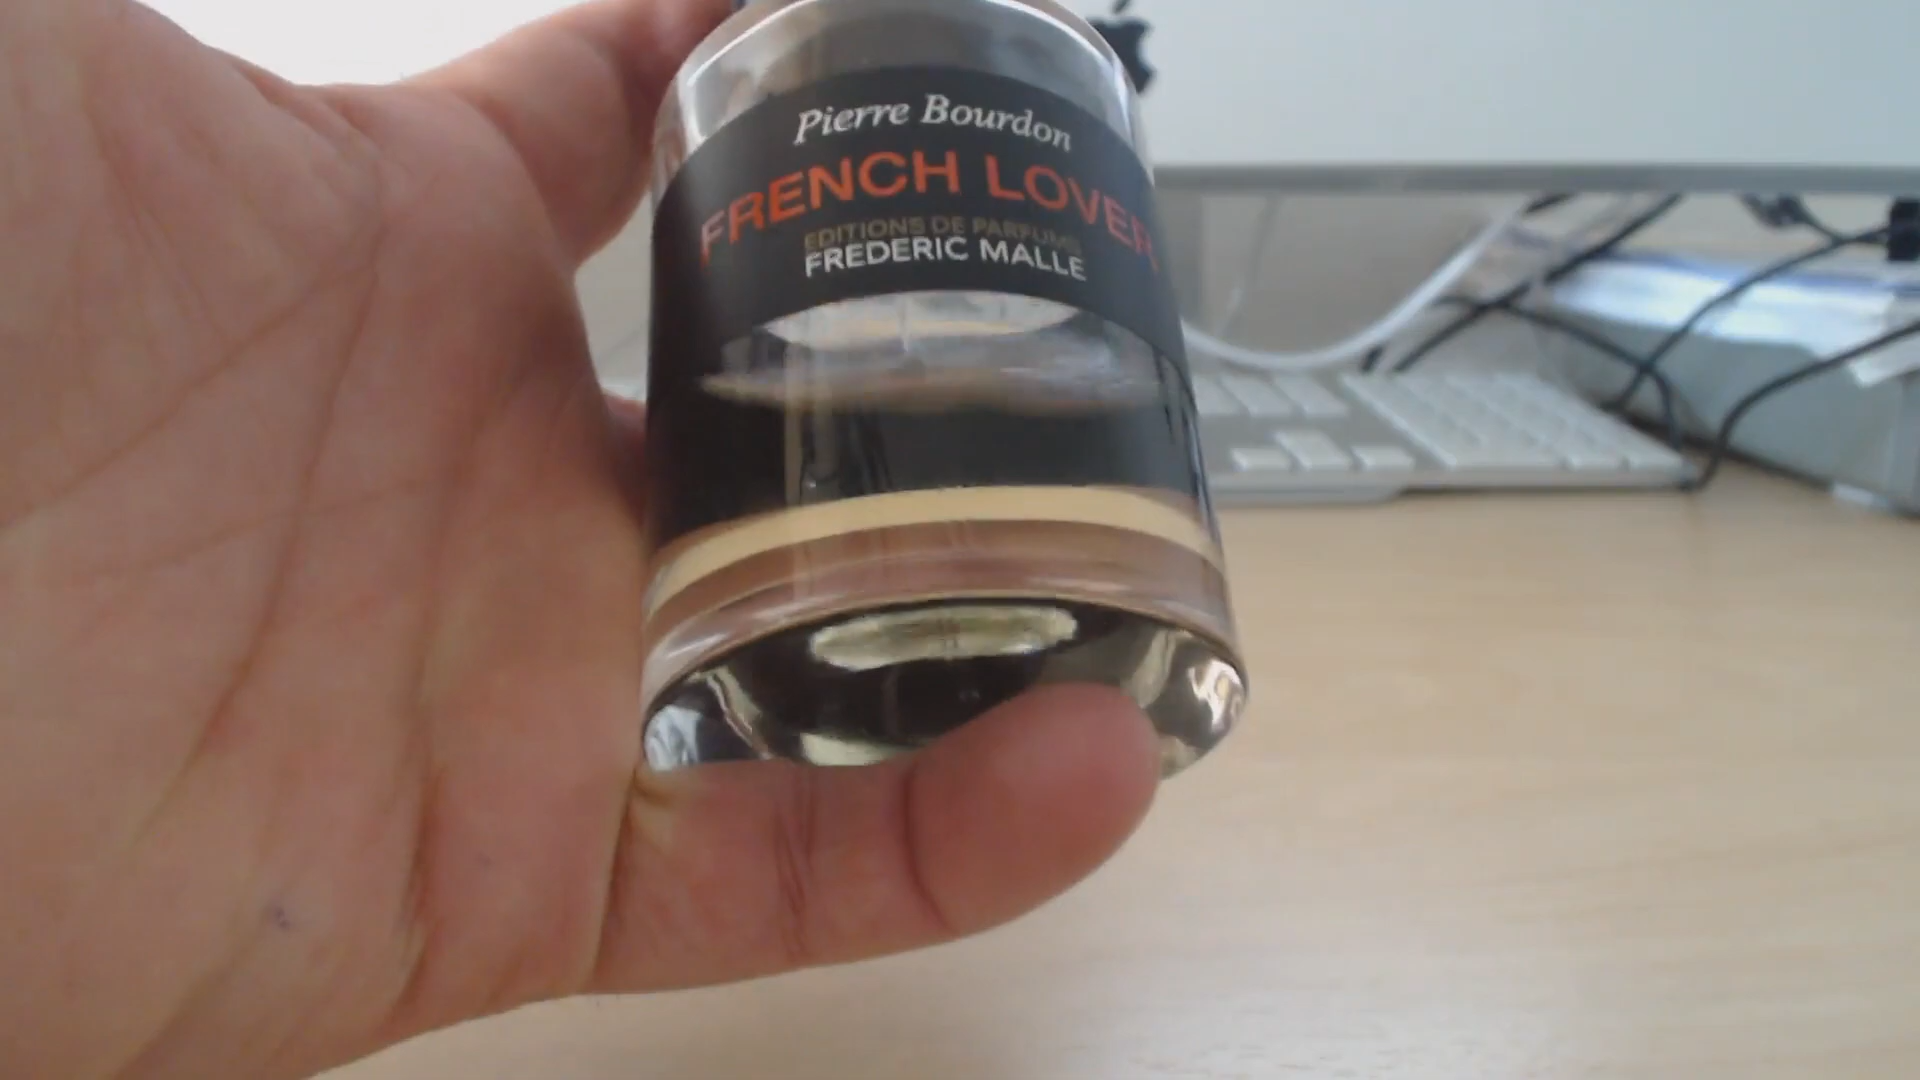 Pierre Bourdon
FRENCH LOVER
EDITIONS DE PARFUMS
FREDERIC MALLE